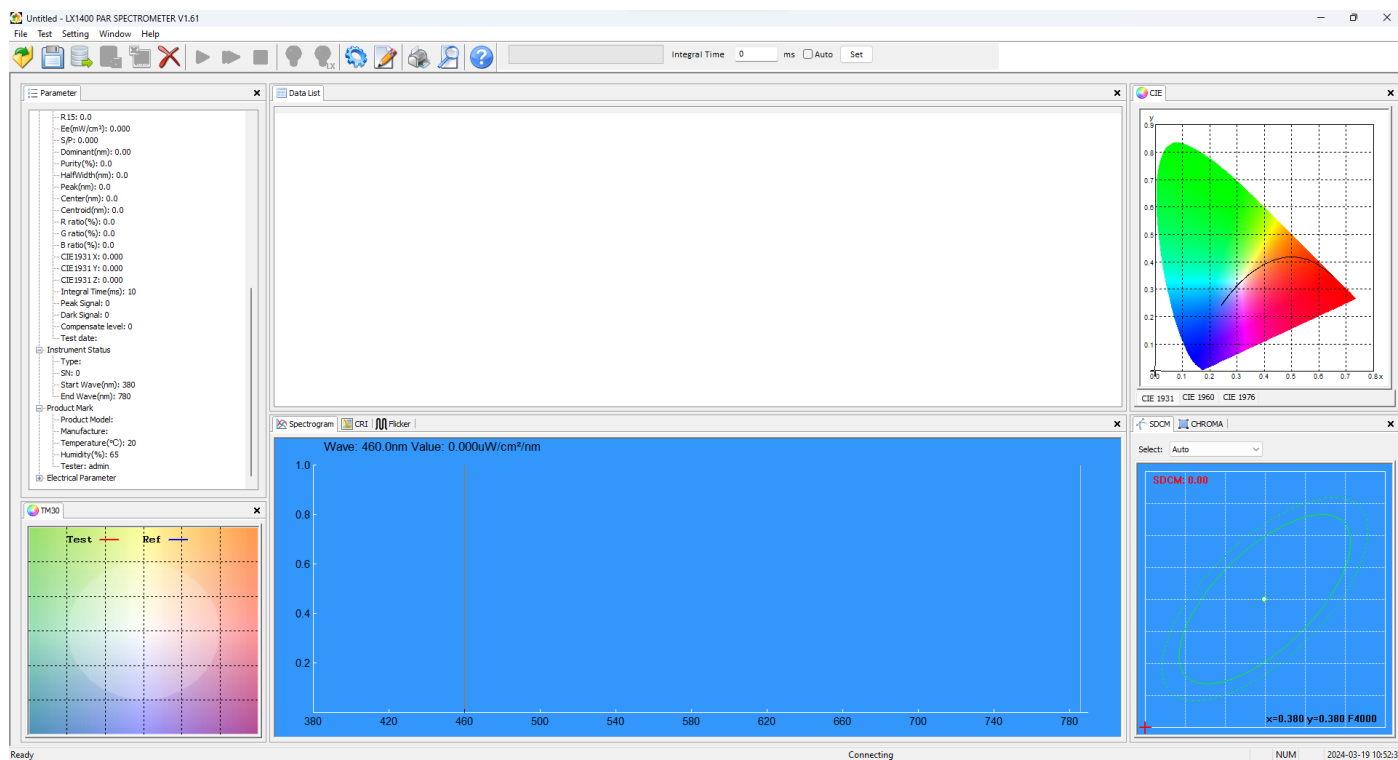 Untitled - LX1400 PAR SPECTROMETER V1.61
File Test Setting Window Help
LX
Integral Time 0 ms Auto Set
Parameter
R15: 0.0
Ee(mW/cm²): 0.000
S/P: 0.000
Dominant(nm): 0.00
Purity(%): 0.0
HalfWidth(nm): 0.0
Peak(nm): 0.0
Center(nm): 0.0
Centroid(nm): 0.0
R ratio(%): 0.0
G ratio(%): 0.0
B ratio(%): 0.0
CIE1931 X: 0.000
CIE1931 Y: 0.000
CIE1931 Z: 0.000
Integral Time(ms): 10
Peak Signal: 0
Dark Signal: 0
Compensate level: 0
Test date:
Instrument Status
Type:
SN: 0
Start Wave(nm): 380
End Wave(nm): 780
Product Mark
Product Model:
Manufacture:
Temperature(°C): 20
Humidity(%): 65
Tester: admin
Electrical Parameter
TM30
Test Ref
Data List
Spectrogram CRI Flicker
Wave: 460.0nm Value: 0.000uW/cm²/nm
1.0
0.8
0.6
0.4
0.2
380 420 460 500 540 580 620 660 700 740 780
CIE
y
0.9
0.8
0.7
0.6
0.5
0.4
0.3
0.2
0.1
0.0 0.1 0.2 0.3 0.4 0.5 0.6 0.7 0.8 x
CIE 1931 CIE 1960 CIE 1976
SDCM CHROMA
Select: Auto
SDCM: 0.00
x=0.380 y=0.380 F4000
Ready Connecting NUM 2024-03-19 10:52:3